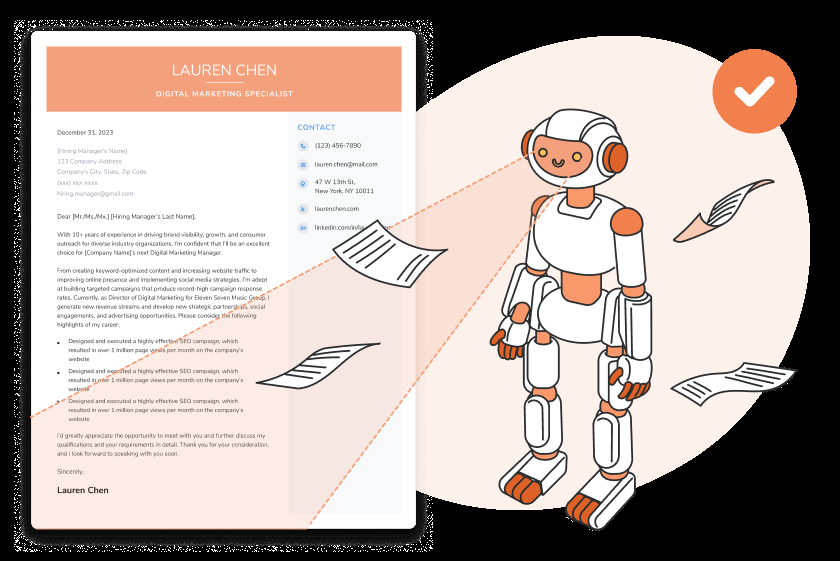 LAUREN CHEN
DIGITAL MARKETING SPECIALIST
December 31, 2023
[Hiring Manager's Name]
123 Company Address
Company's City, State, Zip Code
(xxx) xxx-xxxx
hiring.manager@gmail.com
Dear [Mr./Ms./Mx.] [Hiring Manager's Last Name],
With 10+ years of experience in driving brand visibility, growth, and consumer
outreach for diverse industry organizations, I'm confident that I'll be an excellent
choice for [Company Name]'s next Digital Marketing Manager.
From creating keyword-optimized content and increasing website traffic to
improving online presence and implementing social media strategies, I'm adept
at building targeted campaigns that produce record-high campaign response
rates. Currently, as Director of Digital Marketing for Eleven Seven Music Group, I
generate new revenue streams and develop new strategic partnerships, social
engagements, and advertising opportunities. Please consider the following
highlights of my career:
Designed and executed a highly effective SEO campaign, which
resulted in over 1 million page views per month on the company's
website
Designed and executed a highly effective SEO campaign, which
resulted in over 1 million page views per month on the company's
website
Designed and executed a highly effective SEO campaign, which
resulted in over 1 million page views per month on the company's
website
I'd greatly appreciate the opportunity to meet with you and further discuss my
qualifications and your requirements in detail. Thank you for your consideration,
and I look forward to speaking with you soon.
Sincerely,
Lauren Chen
CONTACT
(123) 456-7890
lauren.chen@mail.com
47 W 13th St,
New York, NY 10011
laurenchen.com
in